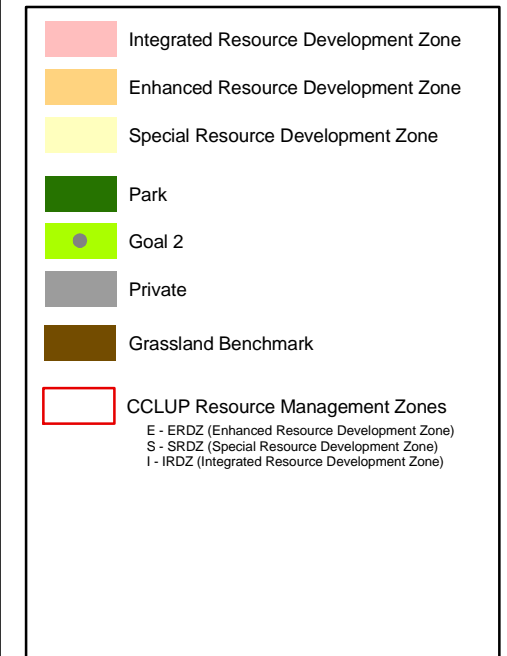 Integrated Resource Development Zone
Enhanced Resource Development Zone
Special Resource Development Zone
Park
Goal 2
Private
Grassland Benchmark
CCLUP Resource Management Zones
E - ERDZ (Enhanced Resource Development Zone)
S - SRDZ (Special Resource Development Zone)
I - IRDZ (Integrated Resource Development Zone)